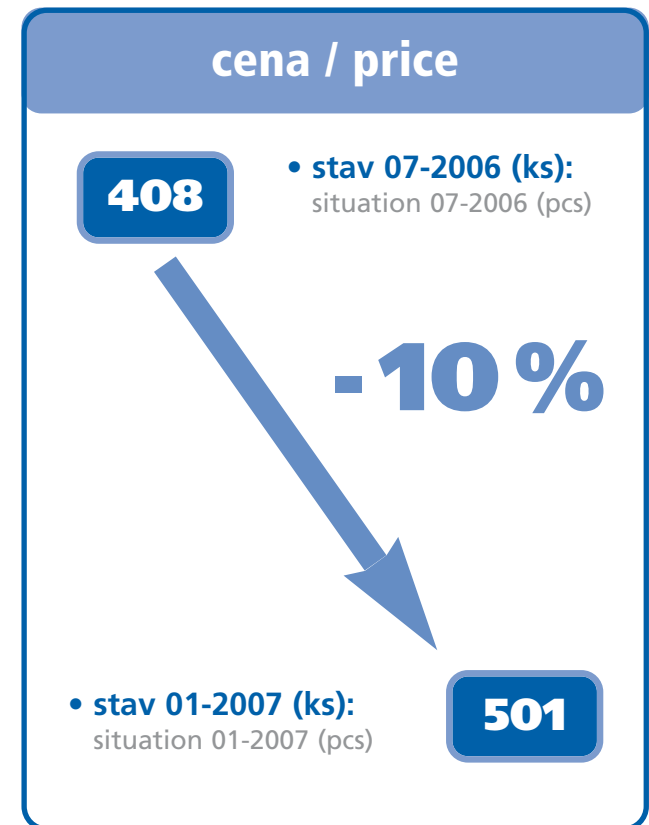 cena / price
408
• stav 07-2006 (ks):
situation 07-2006 (pcs)
- 10 %
• stav 01-2007 (ks):
situation 01-2007 (pcs)
501